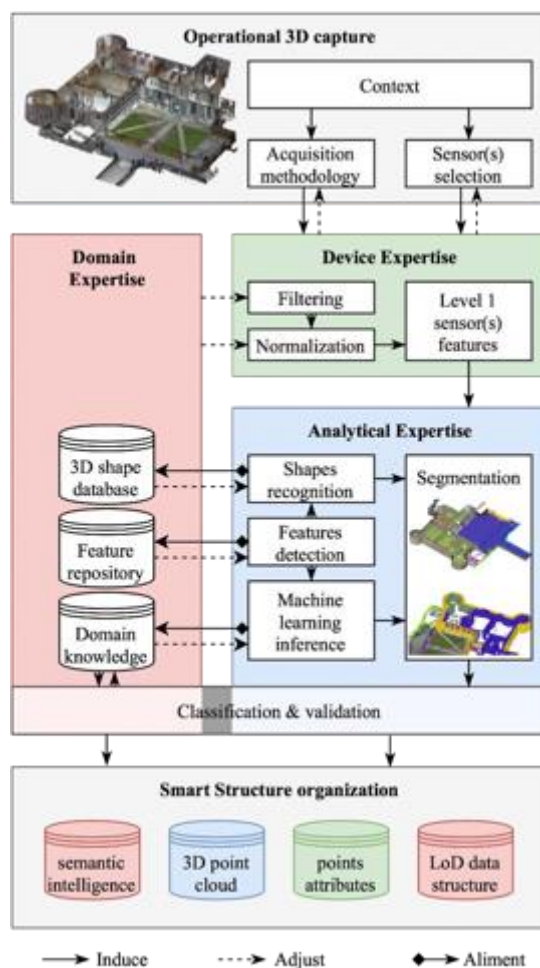 Operational 3D capture
Context
Acquisition
methodology
Sensor(s)
selection
Domain
Expertise
Device Expertise
Filtering
Normalization
Level 1
sensor(s)
features
Analytical Expertise
3D shape
database
Shapes
recognition
Segmentation
Feature
repository
Features
detection
Domain
knowledge
Machine
learning
inference
Classification & validation
Smart Structure organization
semantic
intelligence
3D point
cloud
points
attributes
LoD data
structure
Induce
Adjust
Aliment